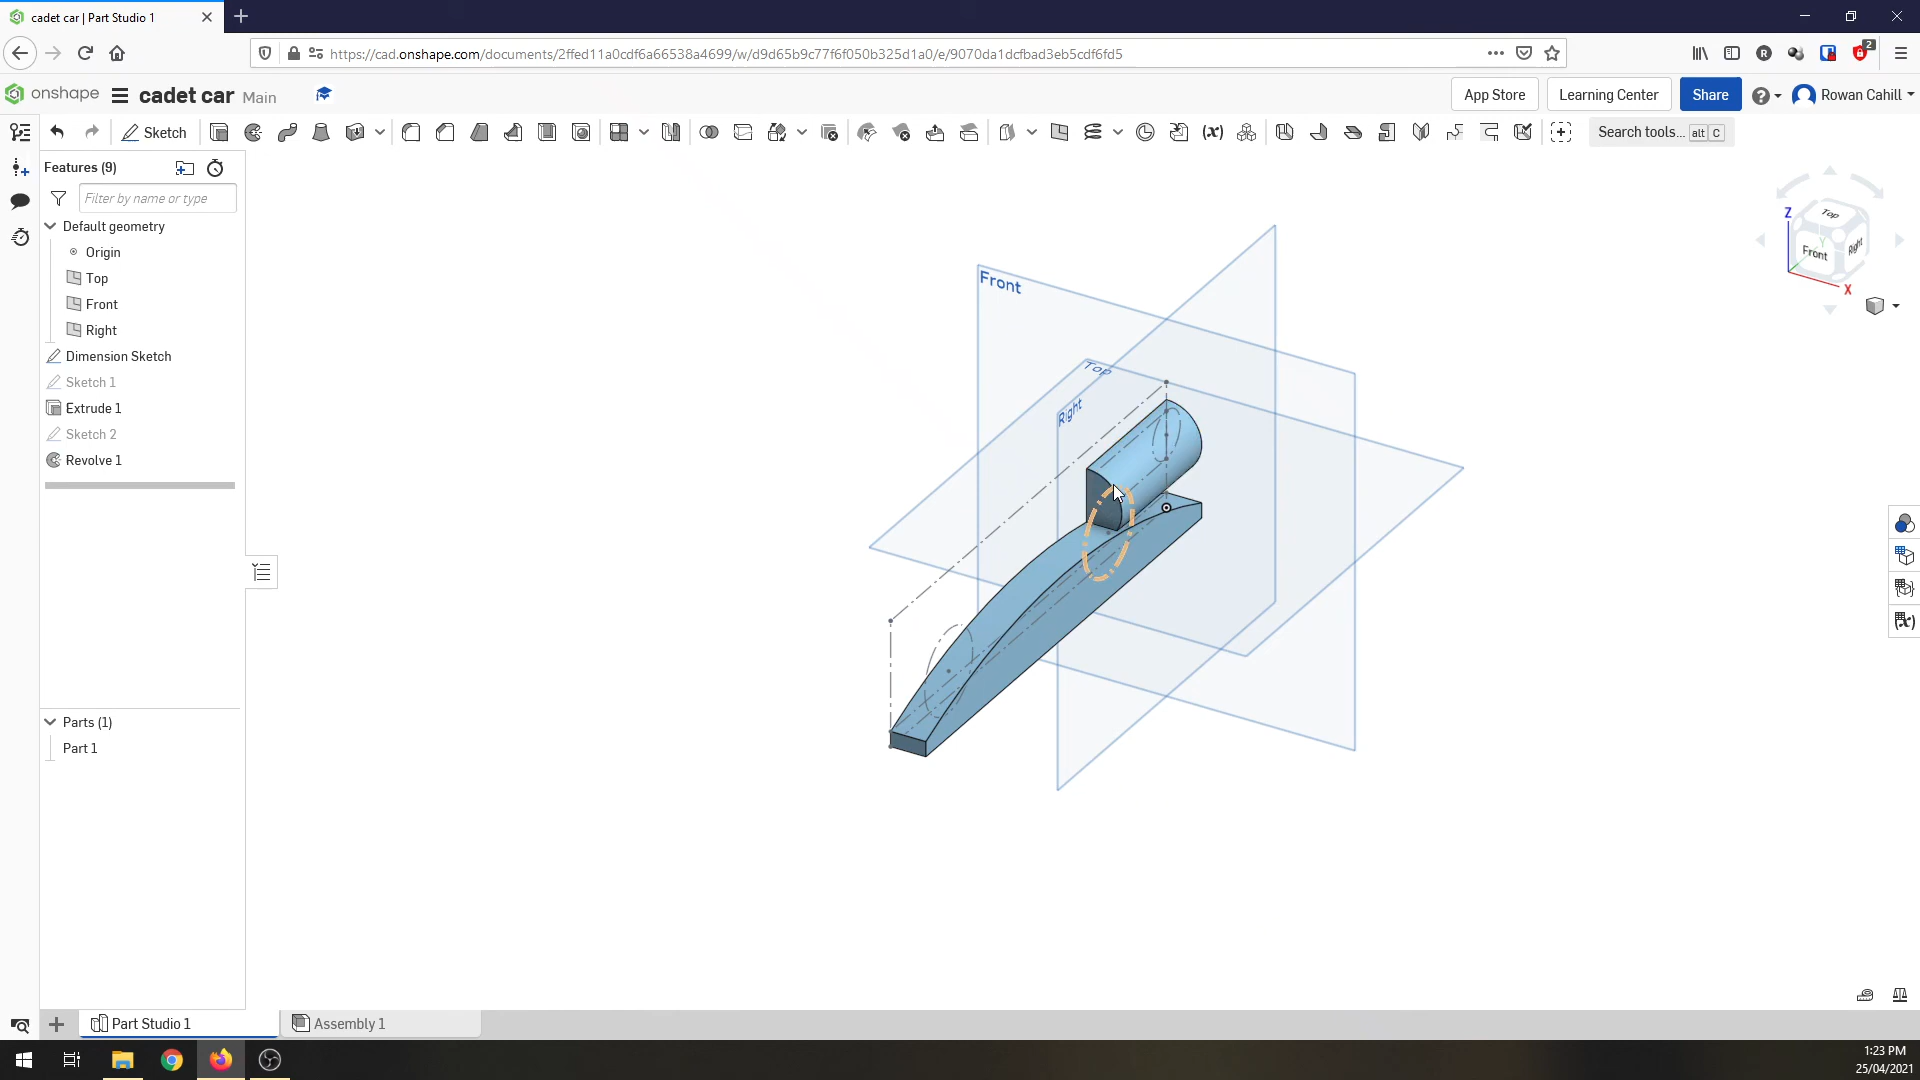 cadet car | Part Studio 1
https://cad.onshape.com/documents/2ffed11a0cdf6a66538a4699/w/d9d65b9c77f6f050b325d1a0/e/9070da1dcfbad3eb5cdf6fd5
2
onshape
cadet car Main
App Store
Learning Center
Share
Rowan Cahill
Sketch
Search tools... alt C
Features (9)
Filter by name or type
Default geometry
Origin
Top
Front
Right
Dimension Sketch
Sketch 1
Extrude 1
Sketch 2
Revolve 1
Front
Top
Right
Z
Top
Front
Right
Y
X
Parts (1)
Part 1
Part Studio 1
Assembly 1
1:23 PM
25/04/2021